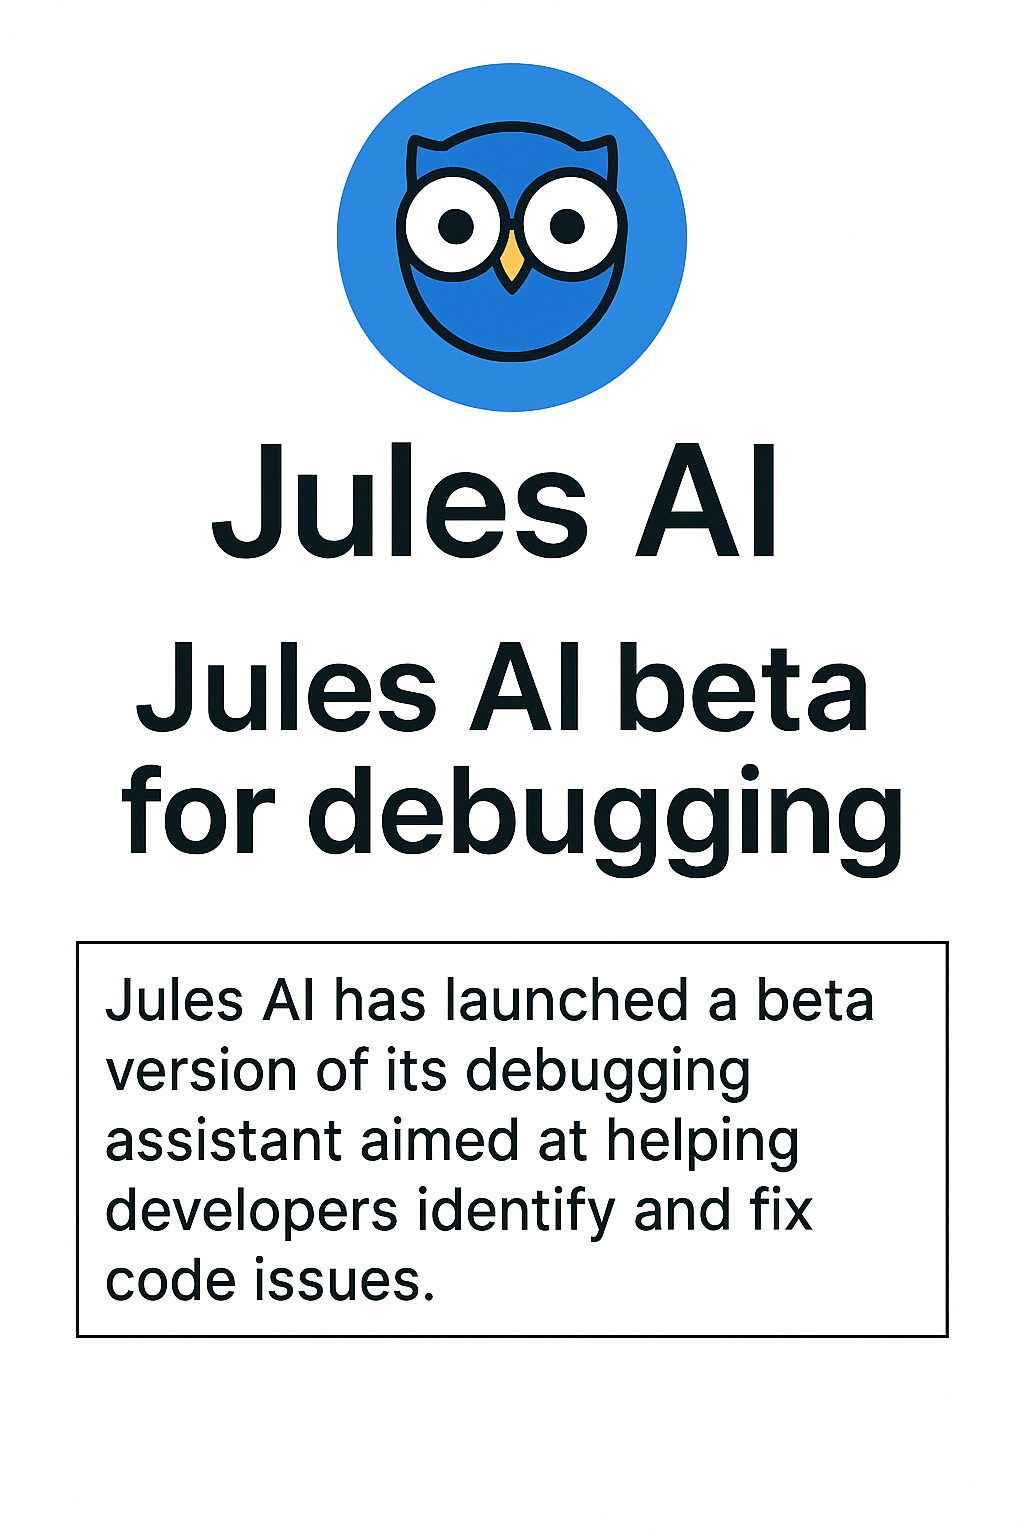 Jules AI
Jules AI beta
for debugging
Jules AI has launched a beta
version of its debugging
assistant aimed at helping
developers identify and fix
code issues.